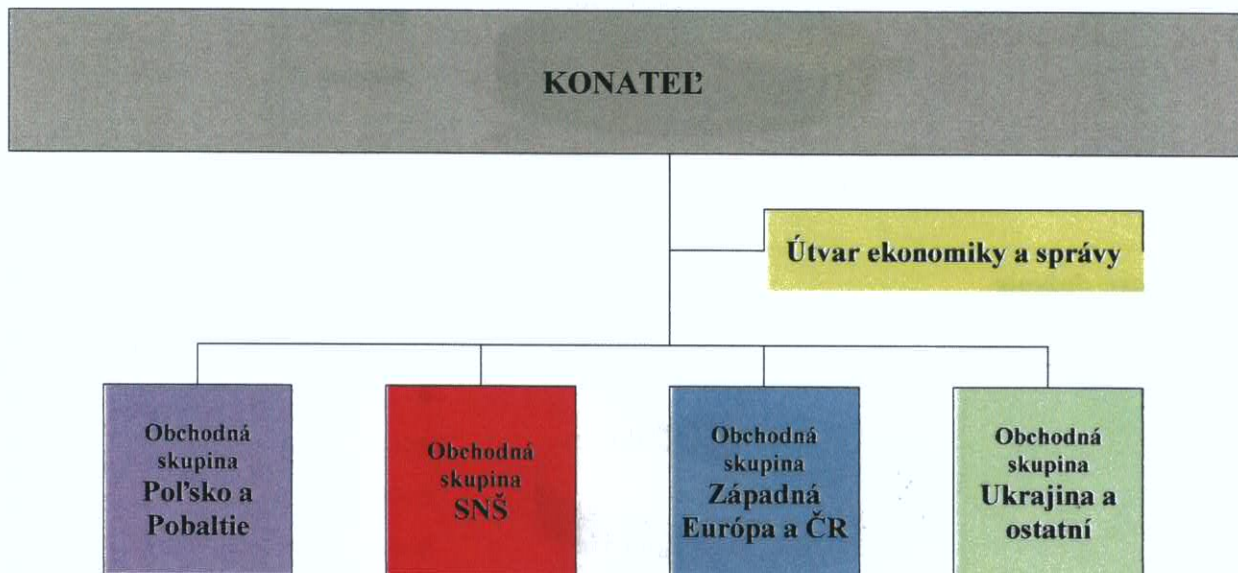 KONATEĽ
Útvar ekonomiky a správy
Obchodná
skupina
Poľsko a
Pobaltie
Obchodná
skupina
SNŠ
Obchodná
skupina
Západná
Európa a ČR
Obchodná
skupina
Ukrajina a
ostatní